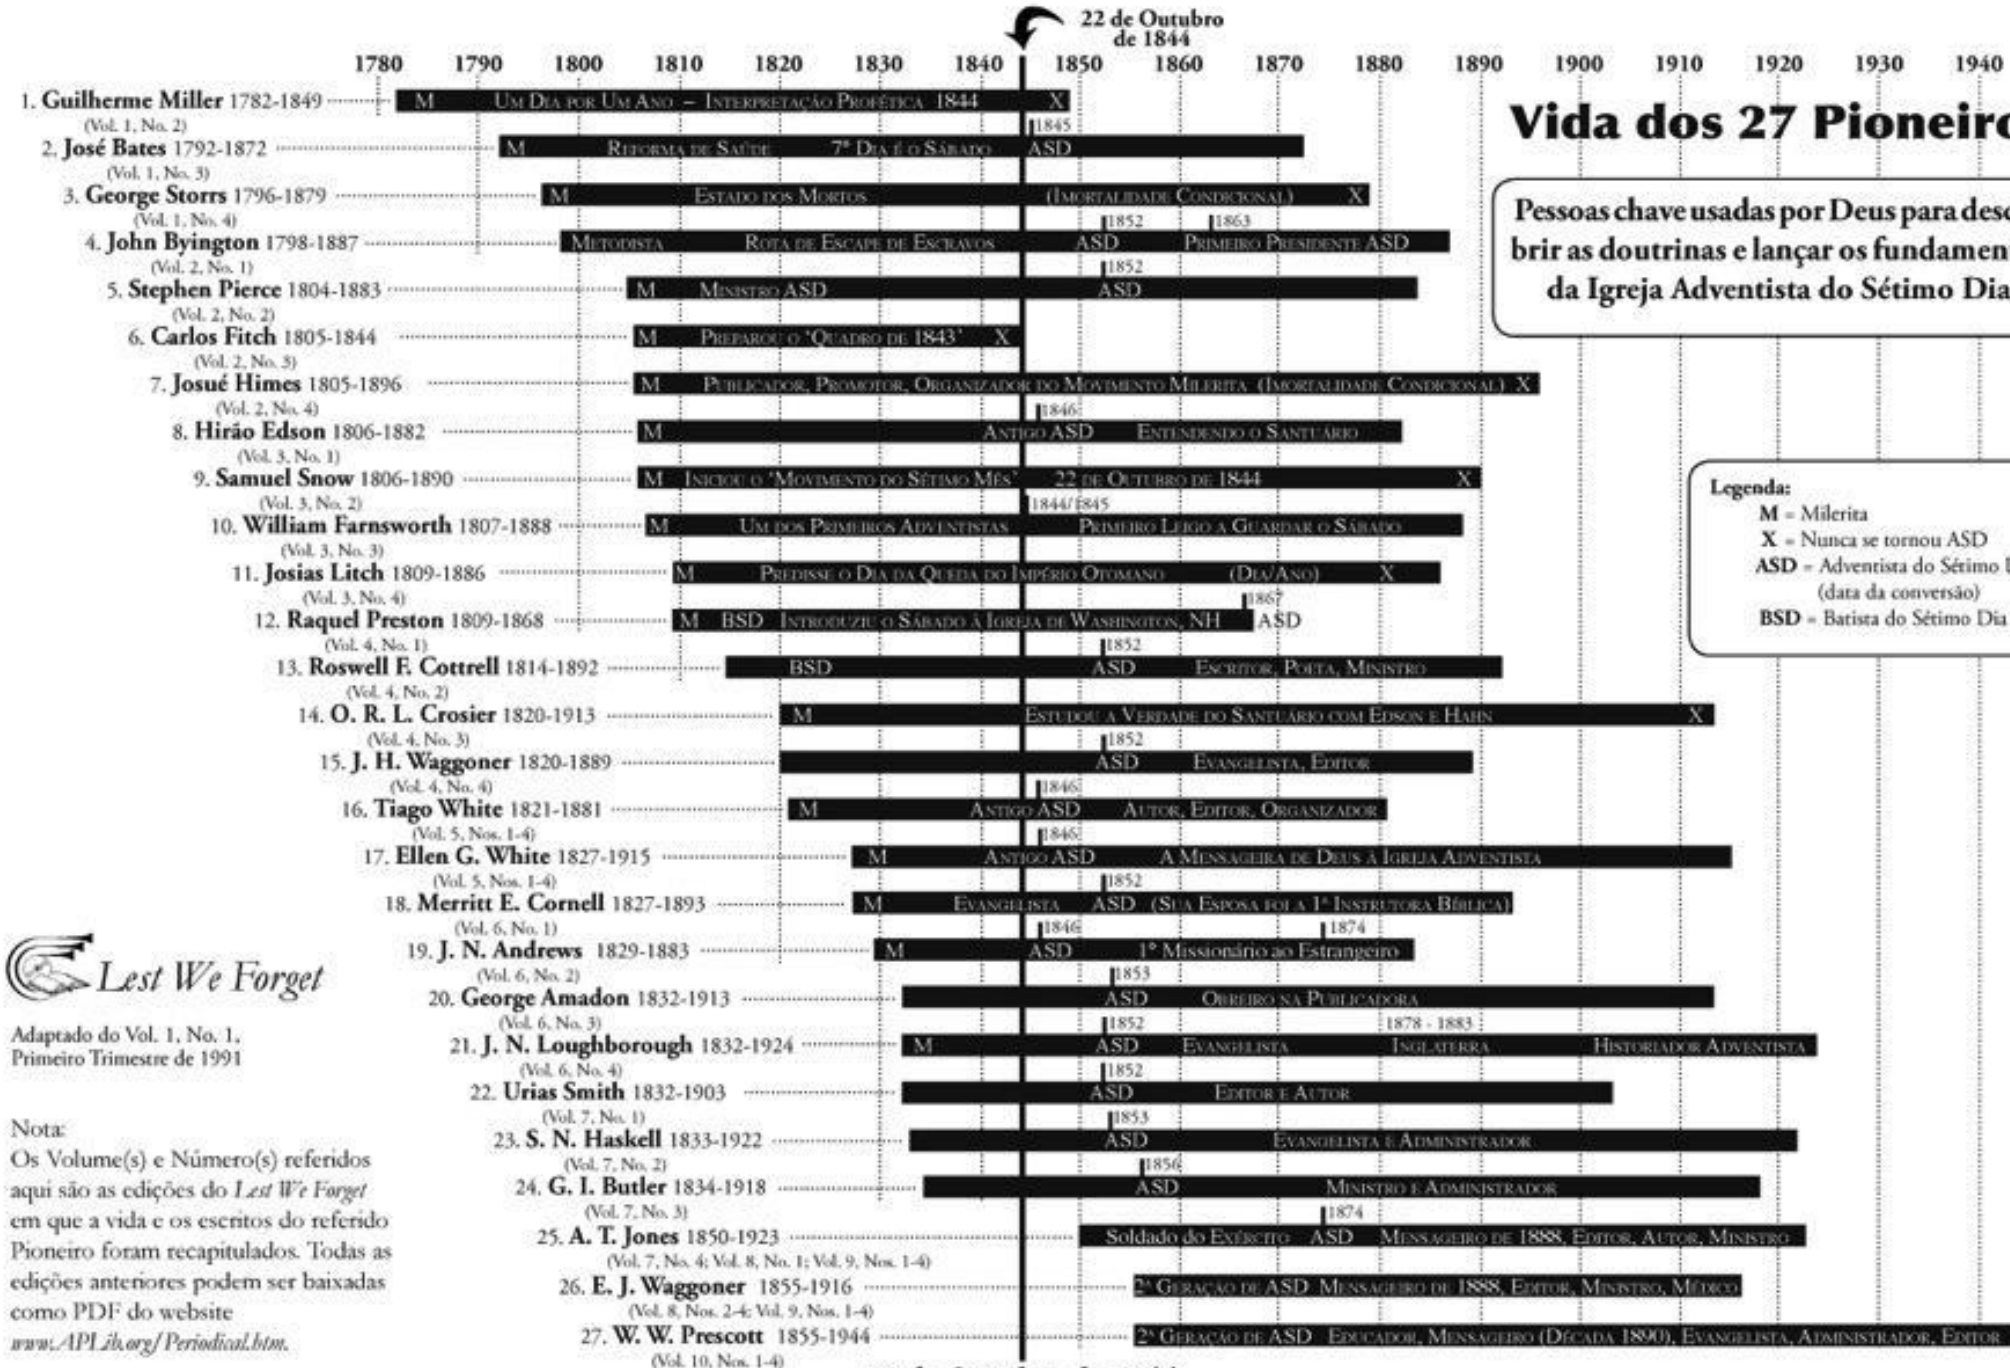 22 de Outubro
de 1844
1780 1790 1800 1810 1820 1830 1840 1850 1860 1870 1880 1890 1900 1910 1920 1930 1940
Vida dos 27 Pioneiro
Pessoas chave usadas por Deus para desc
brir as doutrinas e lançar os fundamen
da Igreja Adventista do Sétimo Dia
1. Guilherme Miller 1782-1849 M UM DIA POR UM ANO – INTERPRETAÇÃO PROFÉTICA 1844 X
(Vol. 1, No. 2)
1845
2. José Bates 1792-1872 M REFORMA DE SAÚDE 7º DIA É O SÁBADO ASD
(Vol. 1, No. 3)
3. George Storrs 1796-1879 M ESTADO DOS MORTOS (IMORTALIDADE CONDICIONAL) X
(Vol. 1, No. 4)
1852 1863
4. John Byington 1798-1887 METODISTA ROTA DE ESCAPE DE ESCRAVOS ASD PRIMEIRO PRESIDENTE ASD
(Vol. 2, No. 1)
1852
5. Stephen Pierce 1804-1883 M MINISTRO ASD ASD
(Vol. 2, No. 2)
6. Carlos Fitch 1805-1844 M PREPAROU O 'QUADRO DE 1843' X
(Vol. 2, No. 3)
7. Josué Himes 1805-1896 M PUBLICADOR, PROMOTOR, ORGANIZADOR DO MOVIMENTO MILERITA (IMORTALIDADE CONDICIONAL) X
(Vol. 2, No. 4)
1846
8. Hirão Edson 1806-1882 M ANTIGO ASD ENTENDENDO O SANTUÁRIO
(Vol. 3, No. 1)
9. Samuel Snow 1806-1890 M INICIOU O 'MOVIMENTO DO SÉTIMO MÊS' 22 DE OUTUBRO DE 1844 X
(Vol. 3, No. 2)
1844/1845
10. William Farnsworth 1807-1888 M UM DOS PRIMEIROS ADVENTISTAS PRIMEIRO LEIGO A GUARDAR O SÁBADO
(Vol. 3, No. 3)
11. Josias Litch 1809-1886 M PREDISSE O DIA DA QUEDA DO IMPÉRIO OTOMANO (DIA/ANO) X
(Vol. 3, No. 4)
1867
12. Raquel Preston 1809-1868 M BSD INTRODUZIU O SÁBADO À IGREJA DE WASHINGTON, NH ASD
(Vol. 4, No. 1)
1852
13. Roswell F. Cottrell 1814-1892 BSD ASD ESCRITOR, POETA, MINISTRO
(Vol. 4, No. 2)
14. O. R. L. Crosier 1820-1913 M ESTUDOU A VERDADE DO SANTUÁRIO COM EDSON E HAHN X
(Vol. 4, No. 3)
1852
15. J. H. Waggoner 1820-1889 ASD EVANGELISTA, EDITOR
(Vol. 4, No. 4)
1846
16. Tiago White 1821-1881 M ANTIGO ASD AUTOR, EDITOR, ORGANIZADOR
(Vol. 5, Nos. 1-4)
1846
17. Ellen G. White 1827-1915 M ANTIGO ASD A MENSAGEIRA DE DEUS À IGREJA ADVENTISTA
(Vol. 5, Nos. 1-4)
1852
18. Merritt E. Cornell 1827-1893 M EVANGELISTA ASD (SUA ESPOSA FOI A 1ª INSTRUTORA BÍBLICA)
(Vol. 6, No. 1)
1846 1874
19. J. N. Andrews 1829-1883 M ASD 1º Missionário ao Estrangeiro
(Vol. 6, No. 2)
1853
20. George Amadon 1832-1913 ASD OBREIRO NA PUBLICADORA
(Vol. 6, No. 3)
1852 1878 - 1883
21. J. N. Loughborough 1832-1924 M ASD EVANGELISTA INGLATERRA HISTORIADOR ADVENTISTA
(Vol. 6, No. 4)
1852
22. Urias Smith 1832-1903 ASD EDITOR E AUTOR
(Vol. 7, No. 1)
1853
23. S. N. Haskell 1833-1922 ASD EVANGELISTA E ADMINISTRADOR
(Vol. 7, No. 2)
1856
24. G. I. Butler 1834-1918 ASD MINISTRO E ADMINISTRADOR
(Vol. 7, No. 3)
1874
25. A. T. Jones 1850-1923 Soldado do EXÉRCITO ASD MENSAGEIRO DE 1888, EDITOR, AUTOR, MINISTRO
(Vol. 7, No. 4; Vol. 8, No. 1; Vol. 9, Nos. 1-4)
26. E. J. Waggoner 1855-1916 2ª GERAÇÃO DE ASD MENSAGEIRO DE 1888, EDITOR, MINISTRO, MÉDICO
(Vol. 8, Nos. 2-4; Vol. 9, Nos. 1-4)
27. W. W. Prescott 1855-1944 2ª GERAÇÃO DE ASD EDUCADOR, MENSAGEIRO (DÉCADA 1890), EVANGELISTA, ADMINISTRADOR, EDITOR
(Vol. 10, Nos. 1-4)
Legenda:
M = Milerita
X = Nunca se tornou ASD
ASD = Adventista do Sétimo D
(data da conversão)
BSD = Batista do Sétimo Dia
Lest We Forget
Adaptado do Vol. 1, No. 1,
Primeiro Trimestre de 1991
Nota:
Os Volume(s) e Número(s) referidos
aqui são as edições do Lest We Forget
em que a vida e os escritos do referido
Pioneiro foram recapitulados. Todas as
edições anteriores podem ser baixadas
como PDF do website
www.APLib.org/Periodical.htm.